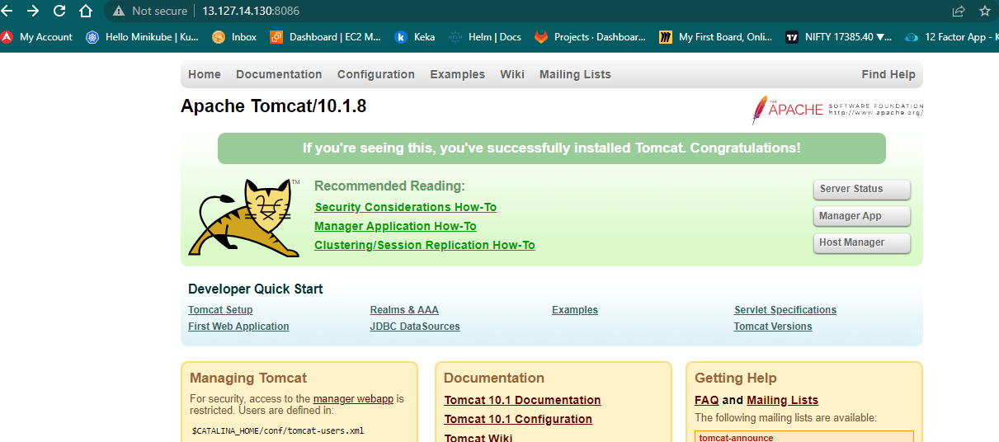 Not secure | 13.127.14.130:8086
My Account Hello Minikube | Ku... Inbox Dashboard | EC2 M... Keka Helm | Docs Projects · Dashboar... My First Board, Onli... NIFTY 17385.40 ▼... 12 Factor App - K
Home Documentation Configuration Examples Wiki Mailing Lists Find Help
Apache Tomcat/10.1.8
THE APACHE SOFTWARE FOUNDATION
http://www.apache.org/
If you're seeing this, you've successfully installed Tomcat. Congratulations!
TM
Recommended Reading:
Security Considerations How-To
Manager Application How-To
Clustering/Session Replication How-To
Server Status
Manager App
Host Manager
Developer Quick Start
Tomcat Setup
First Web Application
Realms & AAA
JDBC DataSources
Examples
Servlet Specifications
Tomcat Versions
Managing Tomcat
For security, access to the manager webapp is
restricted. Users are defined in:
$CATALINA_HOME/conf/tomcat-users.xml
Documentation
Tomcat 10.1 Documentation
Tomcat 10.1 Configuration
Tomcat Wiki
Getting Help
FAQ and Mailing Lists
The following mailing lists are available:
tomcat-announce